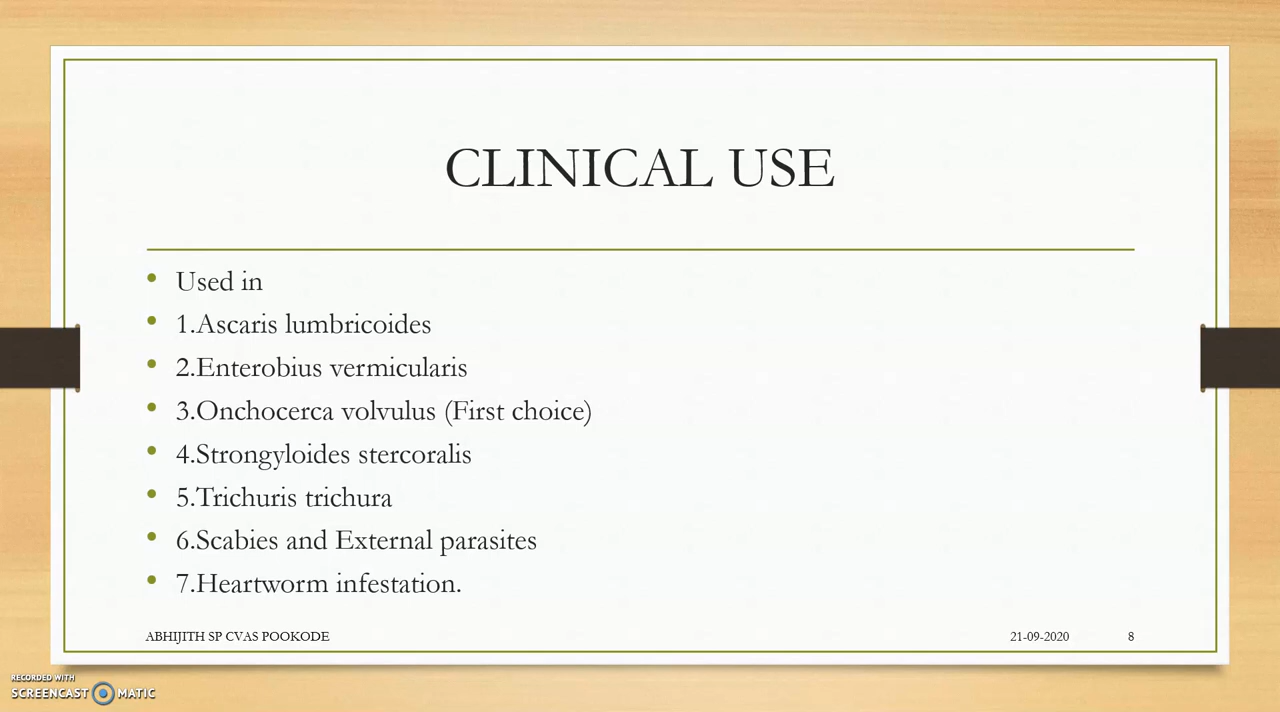 CLINICAL USE
• Used in
• 1.Ascaris lumbricoides
• 2.Enterobius vermicularis
• 3.Onchocerca volvulus (First choice)
• 4.Strongyloides stercoralis
• 5.Trichuris trichura
• 6.Scabies and External parasites
• 7.Heartworm infestation.
ABHIJITH SP CVAS POOKODE 21-09-2020 8
RECORDED WITH
SCREENCAST MATIC